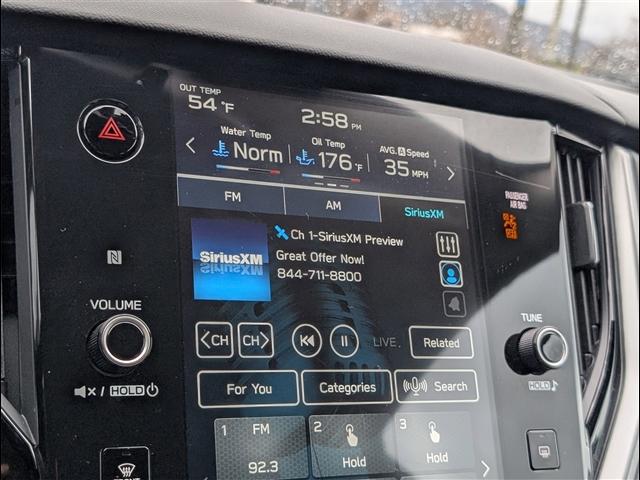 OUT TEMP
54 °F
2:58 PM
Water Temp
Norm
Oil Temp
176 °F
AVG. A Speed
35 MPH
FM
AM
SiriusXM
PASSENGER
AIR BAG
SiriusXM
Ch 1-SiriusXM Preview
Great Offer Now!
844-711-8800
N
VOLUME
TUNE
<CH
CH>
LIVE
Related
/ HOLD
HOLD
For You
Categories
Search
1 FM
92.3
2
Hold
3
Hold
FRONT